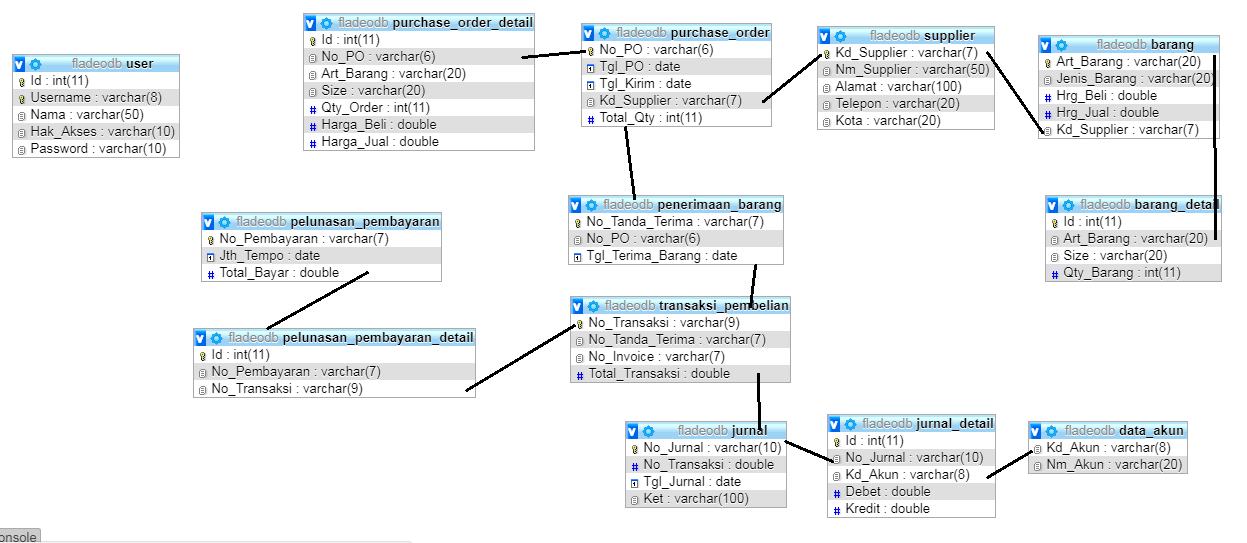 fladeodb user
Id : int(11)
Username : varchar(8)
Nama : varchar(50)
Hak_Akses : varchar(10)
Password : varchar(10)
fladeodb purchase_order_detail
Id : int(11)
No_PO : varchar(6)
Art_Barang : varchar(20)
Size : varchar(20)
Qty_Order : int(11)
Harga_Beli : double
Harga_Jual : double
fladeodb purchase_order
No_PO : varchar(6)
Tgl_PO : date
Tgl_Kirim : date
Kd_Supplier : varchar(7)
Total_Qty : int(11)
fladeodb supplier
Kd_Supplier : varchar(7)
Nm_Supplier : varchar(50)
Alamat : varchar(100)
Telepon : varchar(20)
Kota : varchar(20)
fladeodb barang
Art_Barang : varchar(20)
Jenis_Barang : varchar(20)
Hrg_Beli : double
Hrg_Jual : double
Kd_Supplier : varchar(7)
fladeodb pelunasan_pembayaran
No_Pembayaran : varchar(7)
Jth_Tempo : date
Total_Bayar : double
fladeodb penerimaan_barang
No_Tanda_Terima : varchar(7)
No_PO : varchar(6)
Tgl_Terima_Barang : date
fladeodb barang_detail
Id : int(11)
Art_Barang : varchar(20)
Size : varchar(20)
Qty_Barang : int(11)
fladeodb pelunasan_pembayaran_detail
Id : int(11)
No_Pembayaran : varchar(7)
No_Transaksi : varchar(9)
fladeodb transaksi_pembelian
No_Transaksi : varchar(9)
No_Tanda_Terima : varchar(7)
No_Invoice : varchar(7)
Total_Transaksi : double
fladeodb jurnal
No_Jurnal : varchar(10)
No_Transaksi : double
Tgl_Jurnal : date
Ket : varchar(100)
fladeodb jurnal_detail
Id : int(11)
No_Jurnal : varchar(10)
Kd_Akun : varchar(8)
Debet : double
Kredit : double
fladeodb data_akun
Kd_Akun : varchar(8)
Nm_Akun : varchar(20)
onsole